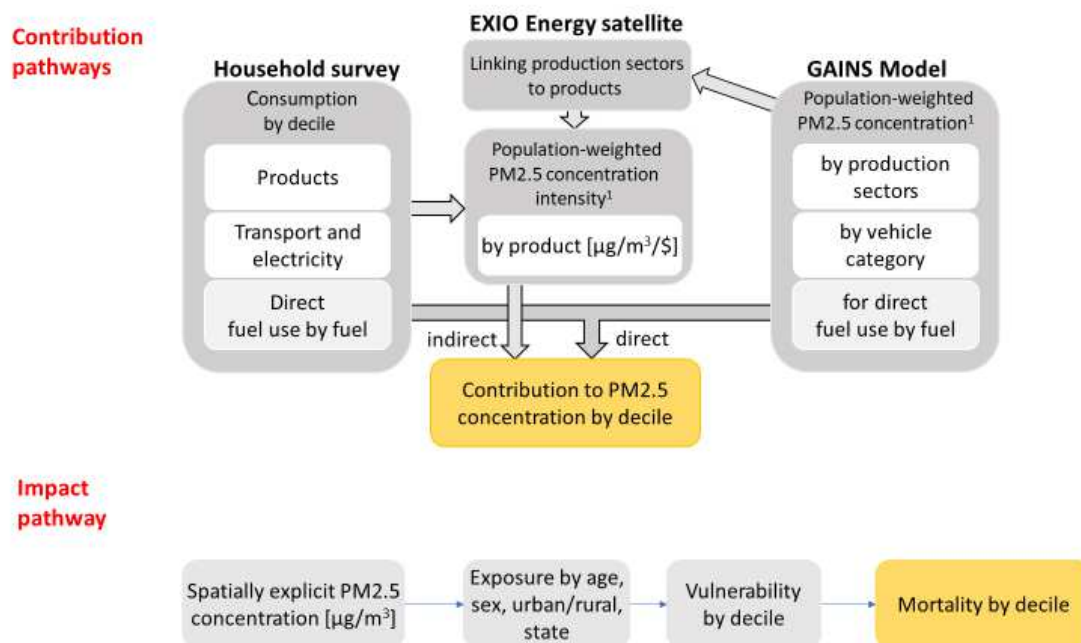 Contribution
pathways
EXIO Energy satellite
Linking production sectors
to products
Household survey
Consumption
by decile
Products
Transport and
electricity
Direct
fuel use by fuel
Population-weighted
PM2.5 concentration
intensity¹
by product [µg/m³/$]
GAINS Model
Population-weighted
PM2.5 concentration¹
by production
sectors
by vehicle
category
for direct
fuel use by fuel
indirect
direct
Contribution to PM2.5
concentration by decile
Impact
pathway
Spatially explicit PM2.5
concentration [µg/m³]
Exposure by age,
sex, urban/rural,
state
Vulnerability
by decile
Mortality by decile